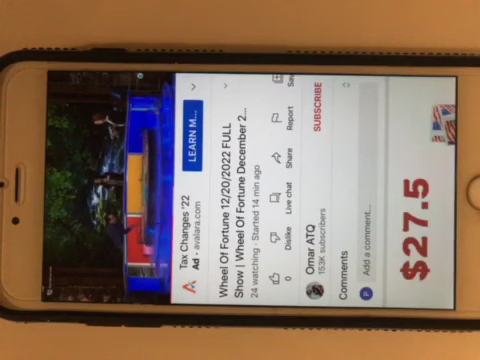 Tax Changes '22
Ad · avalara.com
LEARN M...
Wheel Of Fortune 12/20/2022 FULL
Show | Wheel Of Fortune December 2...
24 watching · Started 14 min ago
0
Dislike
Live chat
Share
Report
Sav
Omar ATQ
153K subscribers
SUBSCRIBE
Comments
P
Add a comment...
$27.5